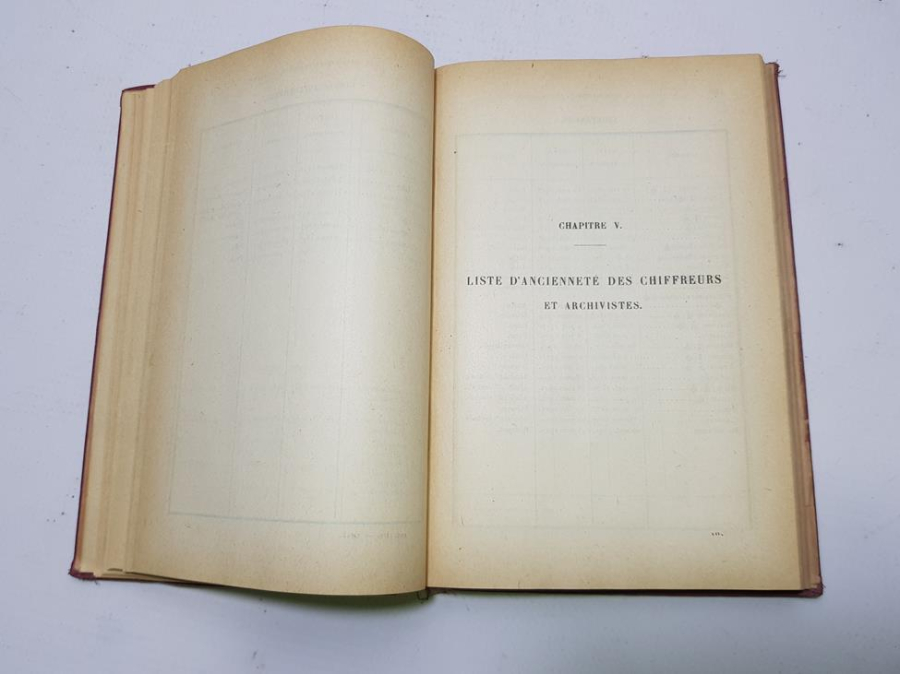 CHAPITRE V.
LISTE D'ANCIENNETÉ DES CHIFFREURS
ET ARCHIVISTES.